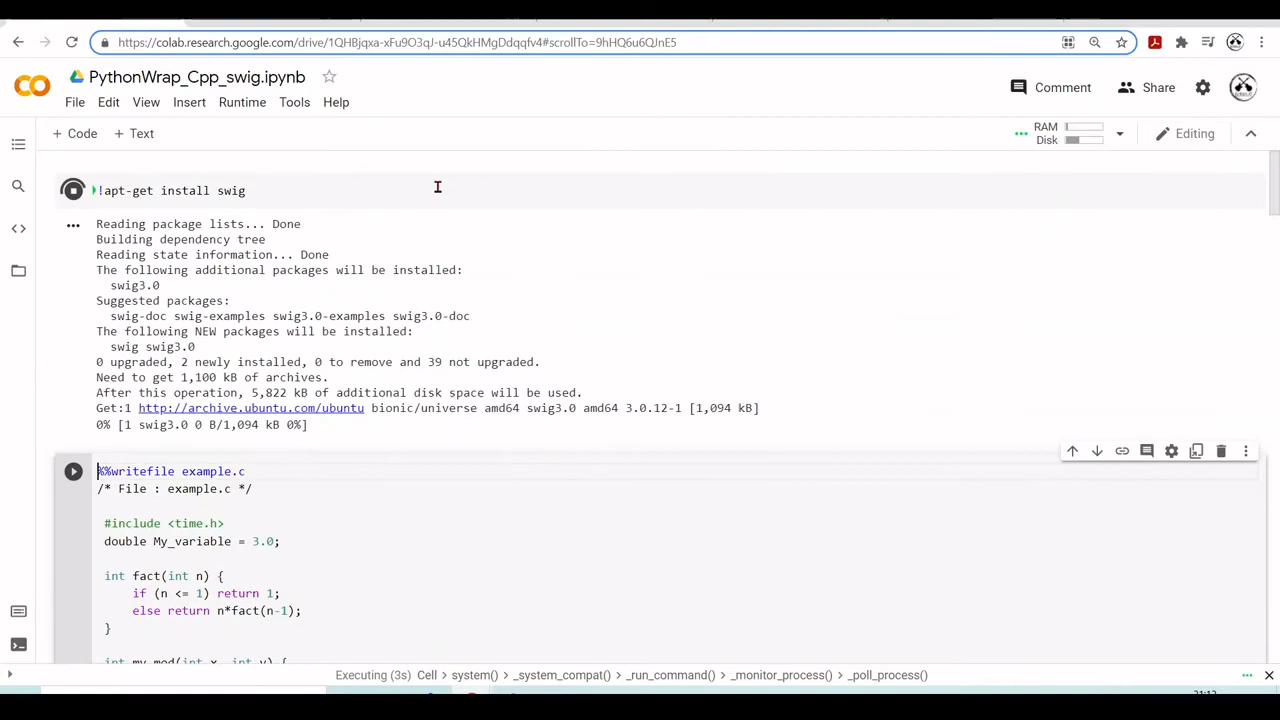 https://colab.research.google.com/drive/1QHBjqxa-xFu9O3qJ-u45QkHMgDdqqfv4#scrollTo=9hHQ6u6QJnE5
PythonWrap_Cpp_swig.ipynb
Comment
Share
File Edit View Insert Runtime Tools Help
+ Code + Text
RAM
Disk
Editing
!apt-get install swig
Reading package lists... Done
Building dependency tree
Reading state information... Done
The following additional packages will be installed:
swig3.0
Suggested packages:
swig-doc swig-examples swig3.0-examples swig3.0-doc
The following NEW packages will be installed:
swig swig3.0
0 upgraded, 2 newly installed, 0 to remove and 39 not upgraded.
Need to get 1,100 kB of archives.
After this operation, 5,822 kB of additional disk space will be used.
Get:1 http://archive.ubuntu.com/ubuntu bionic/universe amd64 swig3.0 amd64 3.0.12-1 [1,094 kB]
0% [1 swig3.0 0 B/1,094 kB 0%]
%%writefile example.c
/* File : example.c */
#include <time.h>
double My_variable = 3.0;
int fact(int n) {
if (n <= 1) return 1;
else return n*fact(n-1);
}
int my_mod(int x, int y) {
Executing (3s) Cell > system() > _system_compat() > _run_command() > _monitor_process() > _poll_process()